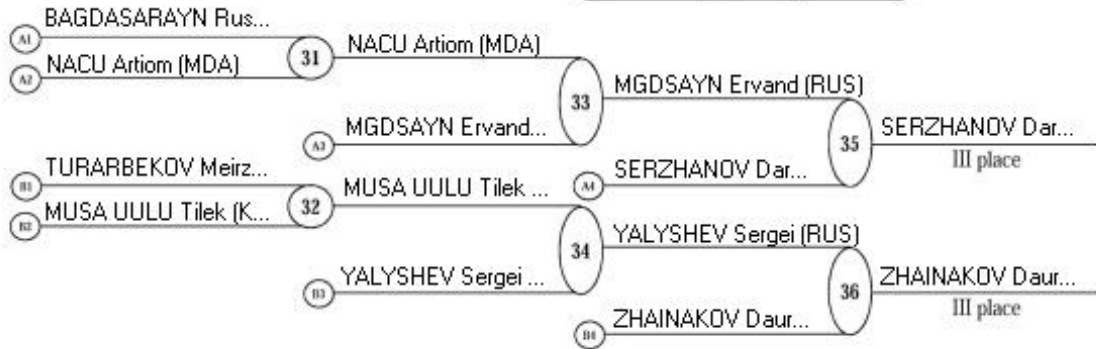 BAGDASARAYN Rus...
A1
31
NACU Artiom (MDA)
A2
NACU Artiom (MDA)
33
MGDSAYN Ervand (RUS)
A3
MGDSAYN Ervand...
35
SERZHANOV Dar...
III place
A4
SERZHANOV Dar...
B1
TURARBEKOV Meirz...
32
MUSA UULU Tilek ...
B2
MUSA UULU Tilek (K...
34
YALYSHEV Sergei (RUS)
B3
YALYSHEV Sergei ...
36
ZHAINAKOV Daur...
III place
B4
ZHAINAKOV Daur...